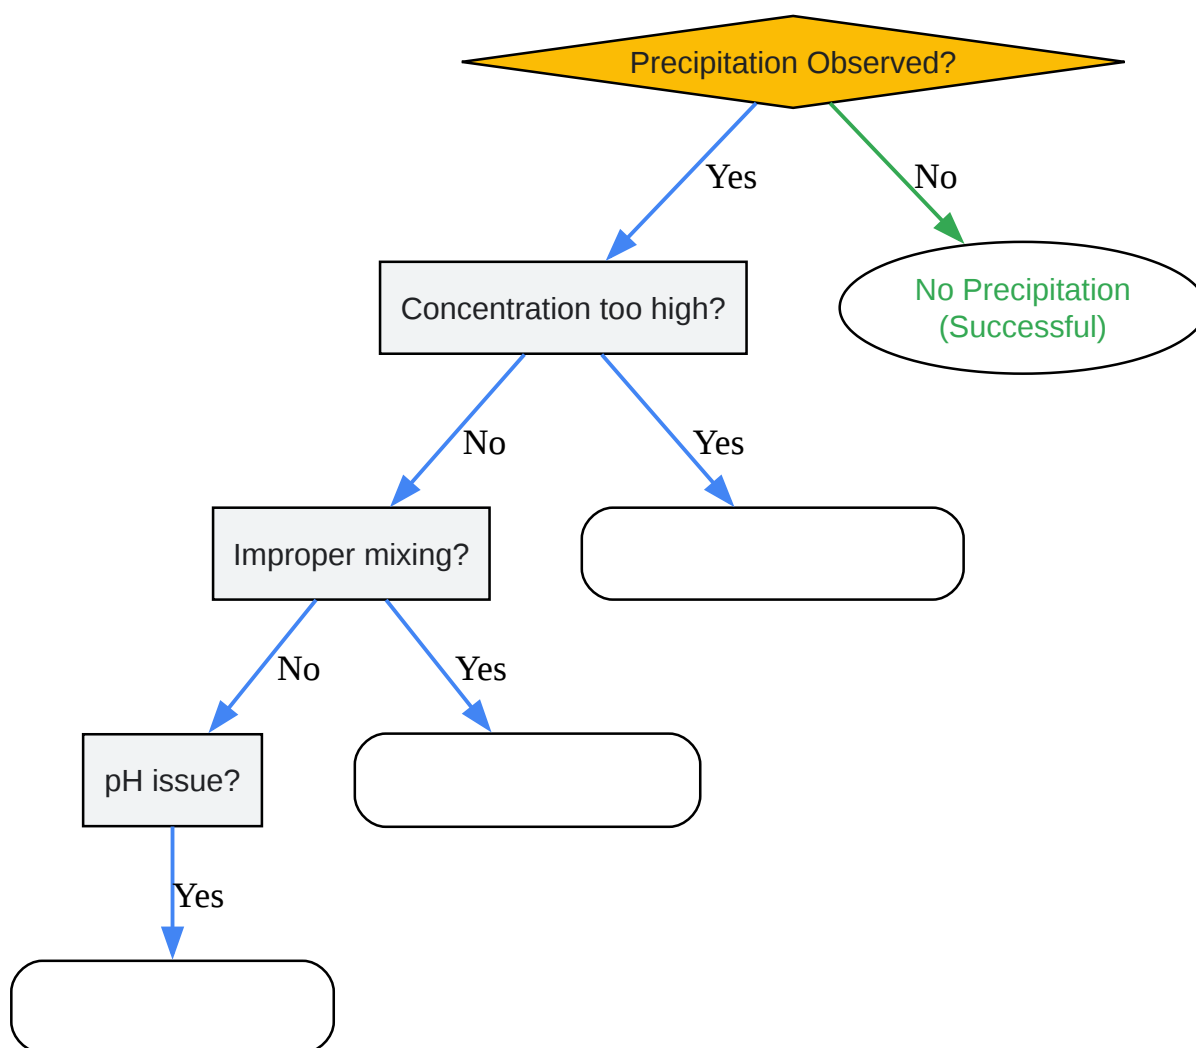 Precipitation Observed?
Yes
No
Concentration too high?
No Precipitation
(Successful)
No
Yes
Improper mixing?
No
Yes
pH issue?
Yes